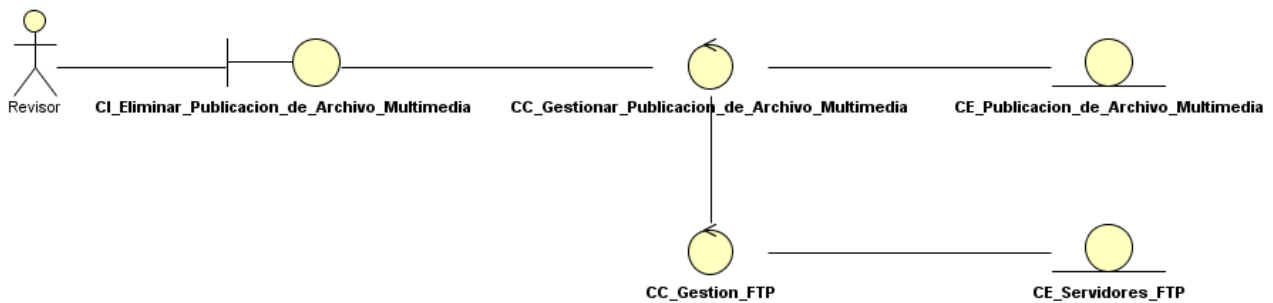 Revisor
CI_Eliminar_Publicacion_de_Archivo_Multimedia
CC_Gestionar_Publicacion_de_Archivo_Multimedia
CE_Publicacion_de_Archivo_Multimedia
CC_Gestion_FTP
CE_Servidores_FTP